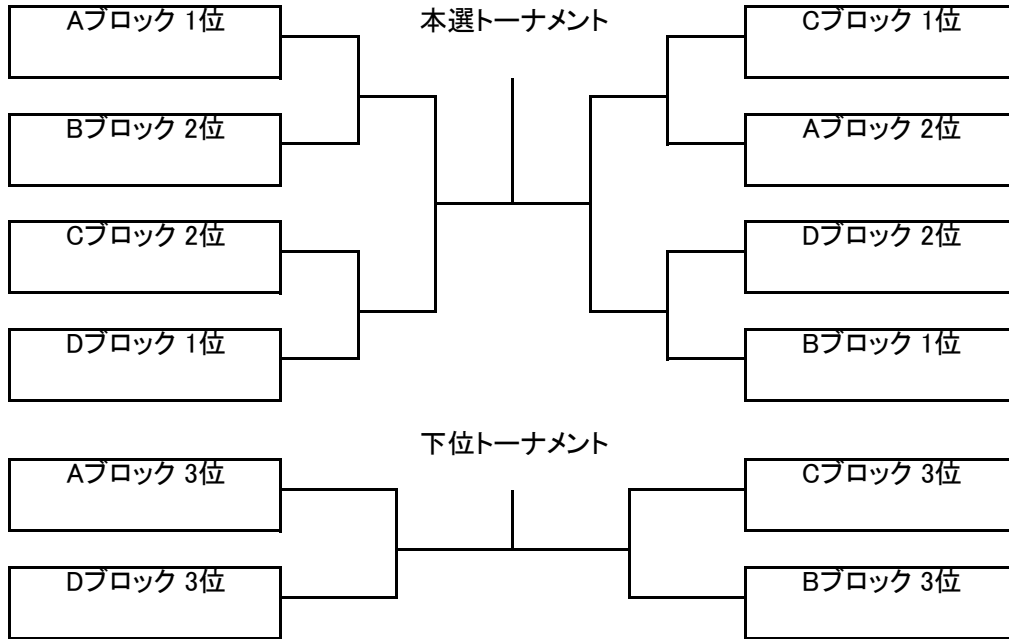 本選トーナメント
Aブロック 1位
Cブロック 1位
Bブロック 2位
Aブロック 2位
Cブロック 2位
Dブロック 2位
Dブロック 1位
Bブロック 1位
下位トーナメント
Aブロック 3位
Cブロック 3位
Dブロック 3位
Bブロック 3位